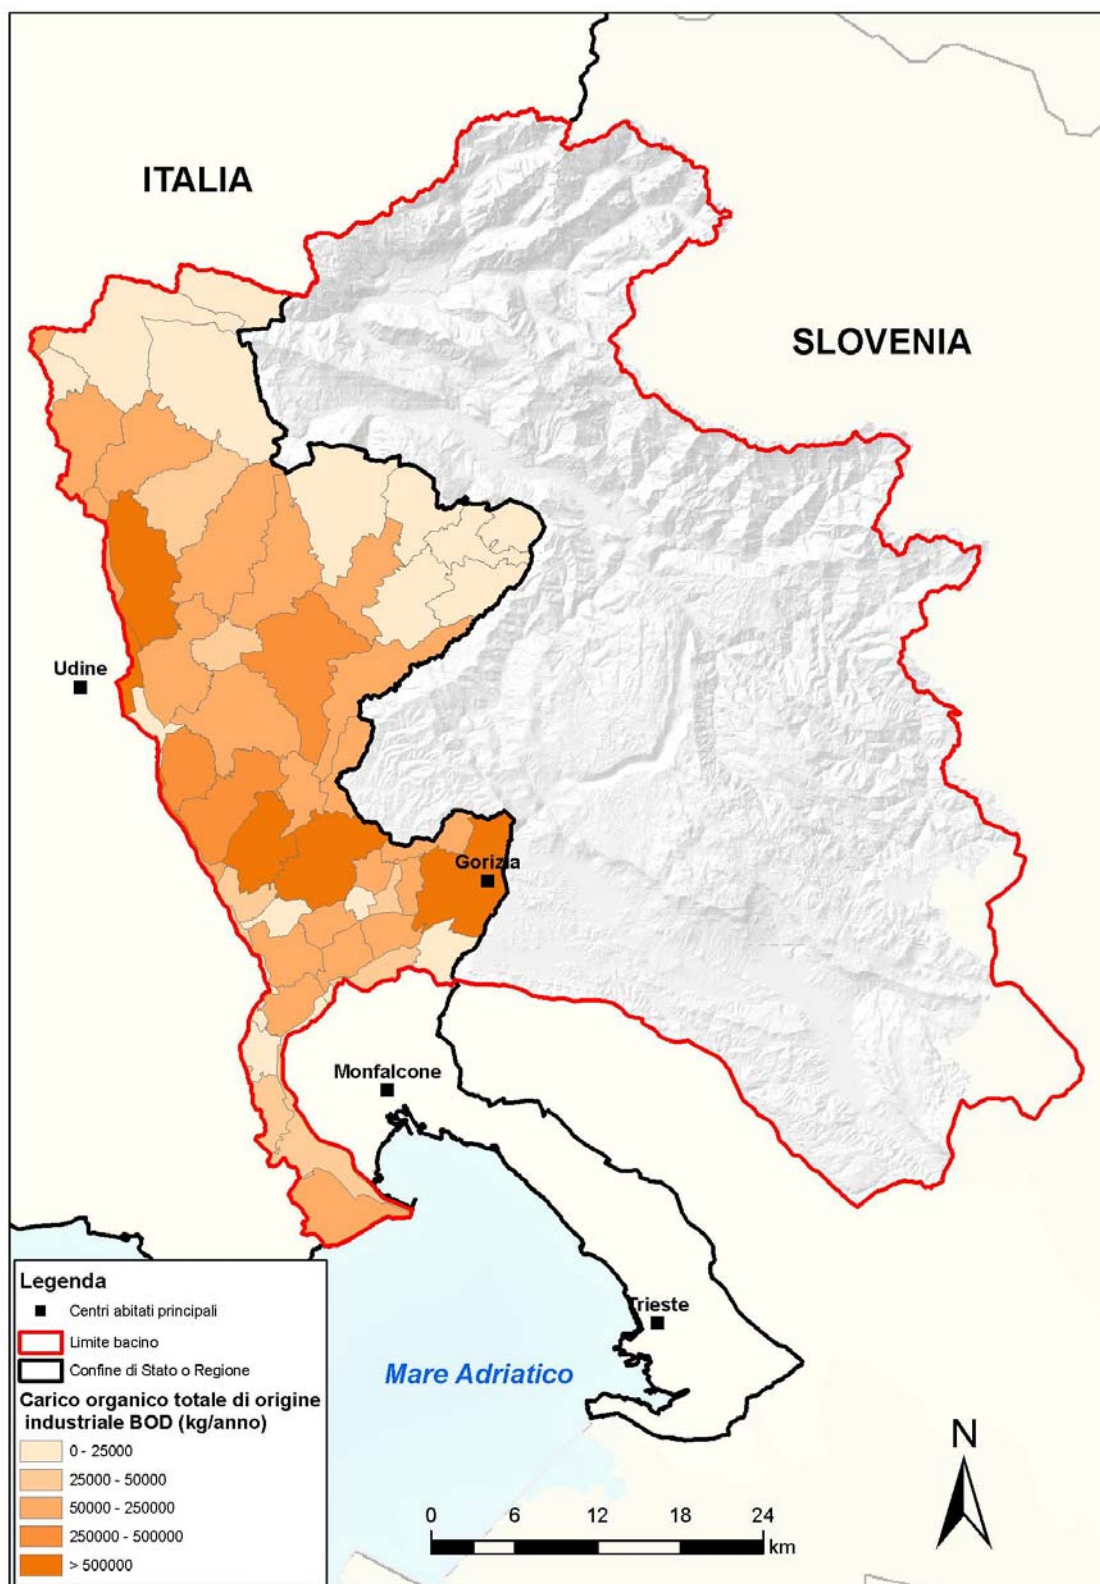 ITALIA
SLOVENIA
Udine
Gorizia
Monfalcone
Trieste
Mare Adriatico
Legenda
Centri abitati principali
Limite bacino
Confine di Stato o Regione
Carico organico totale di origine
industriale BOD (kg/anno)
0 - 25000
25000 - 50000
50000 - 250000
250000 - 500000
> 500000
N
0 6 12 18 24
km